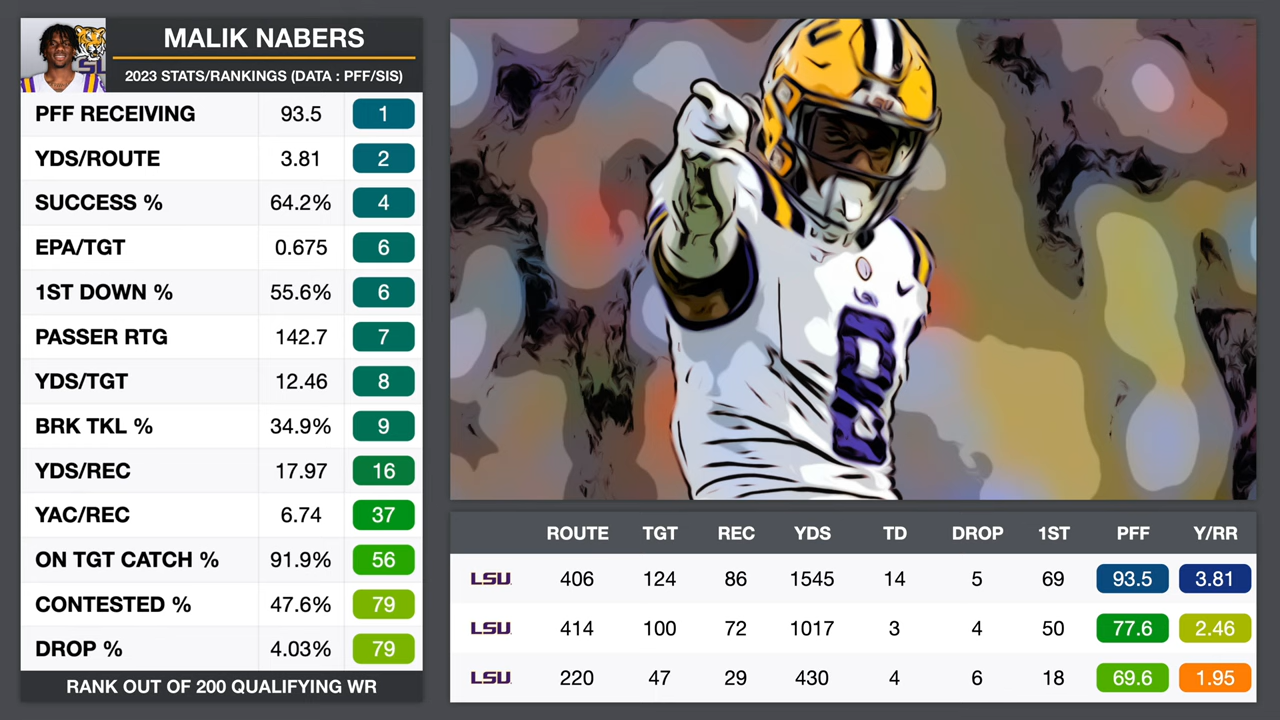 MALIK NABERS
2023 STATS/RANKINGS (DATA : PFF/SIS)
PFF RECEIVING 93.5 1
YDS/ROUTE 3.81 2
SUCCESS % 64.2% 4
EPA/TGT 0.675 6
1ST DOWN % 55.6% 6
PASSER RTG 142.7 7
YDS/TGT 12.46 8
BRK TKL % 34.9% 9
YDS/REC 17.97 16
YAC/REC 6.74 37
ON TGT CATCH % 91.9% 56
CONTESTED % 47.6% 79
DROP % 4.03% 79
RANK OUT OF 200 QUALIFYING WR
LSU
8
ROUTE TGT REC YDS TD DROP 1ST PFF Y/RR
LSU 406 124 86 1545 14 5 69 93.5 3.81
LSU 414 100 72 1017 3 4 50 77.6 2.46
LSU 220 47 29 430 4 6 18 69.6 1.95